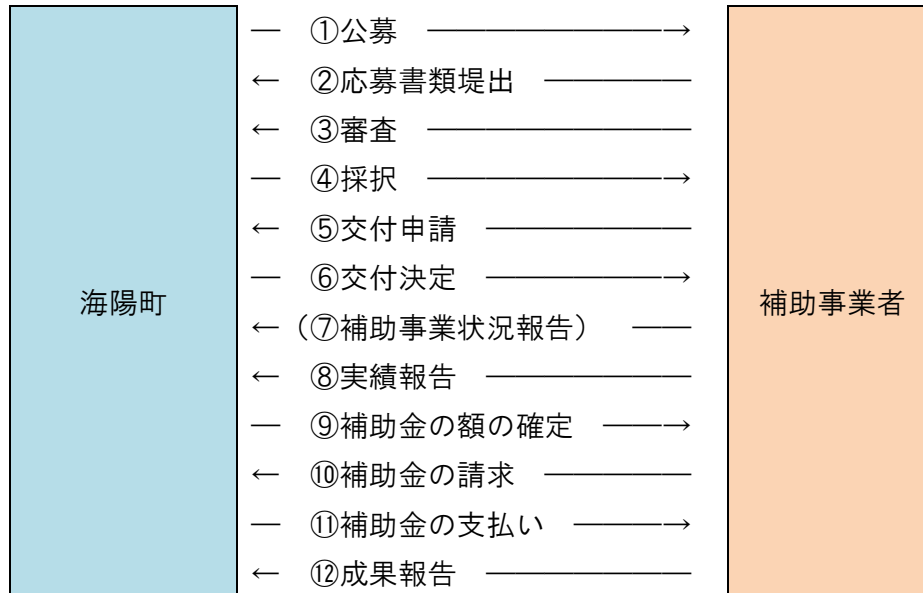 ― ①公募 ――――――――→
← ②応募書類堤出 ―――――
← ③審査 ―――――――――
― ④採択 ――――――――→
← ⑤交付申請 ―――――――
― ⑥交付決定 ――――――→
海陽町
補助事業者
←（⑦補助事業状況報告） ――
← ⑧実績報告 ―――――――
― ⑨補助金の額の確定 ――→
← ⑩補助金の請求 ―――――
― ⑪補助金の支払い ―――→
← ⑫成果報告 ―――――――